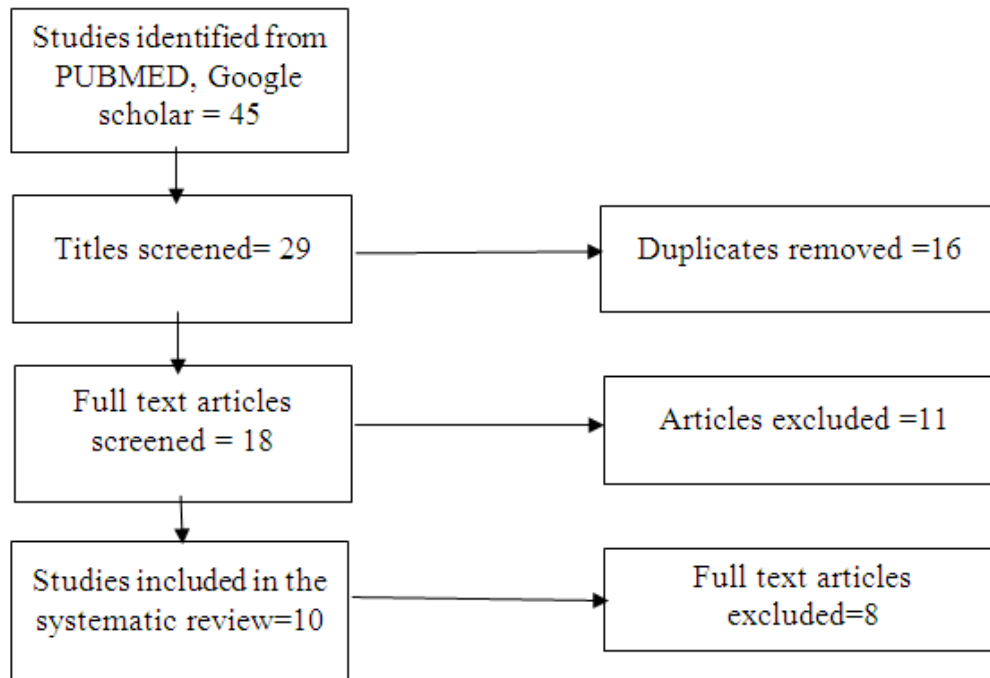 Studies identified from
PUBMED, Google
scholar = 45
Titles screened= 29
Duplicates removed =16
Full text articles
screened = 18
Articles excluded =11
Studies included in the
systematic review=10
Full text articles
excluded=8